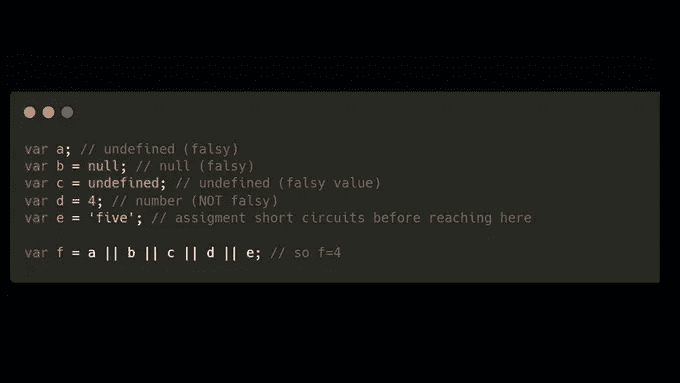 var a; // undefined (falsy)
var b = null; // null (falsy)
var c = undefined; // undefined (falsy value)
var d = 4; // number (NOT falsy)
var e = 'five'; // assigment short circuits before reaching here
var f = a || b || c || d || e; // so f=4